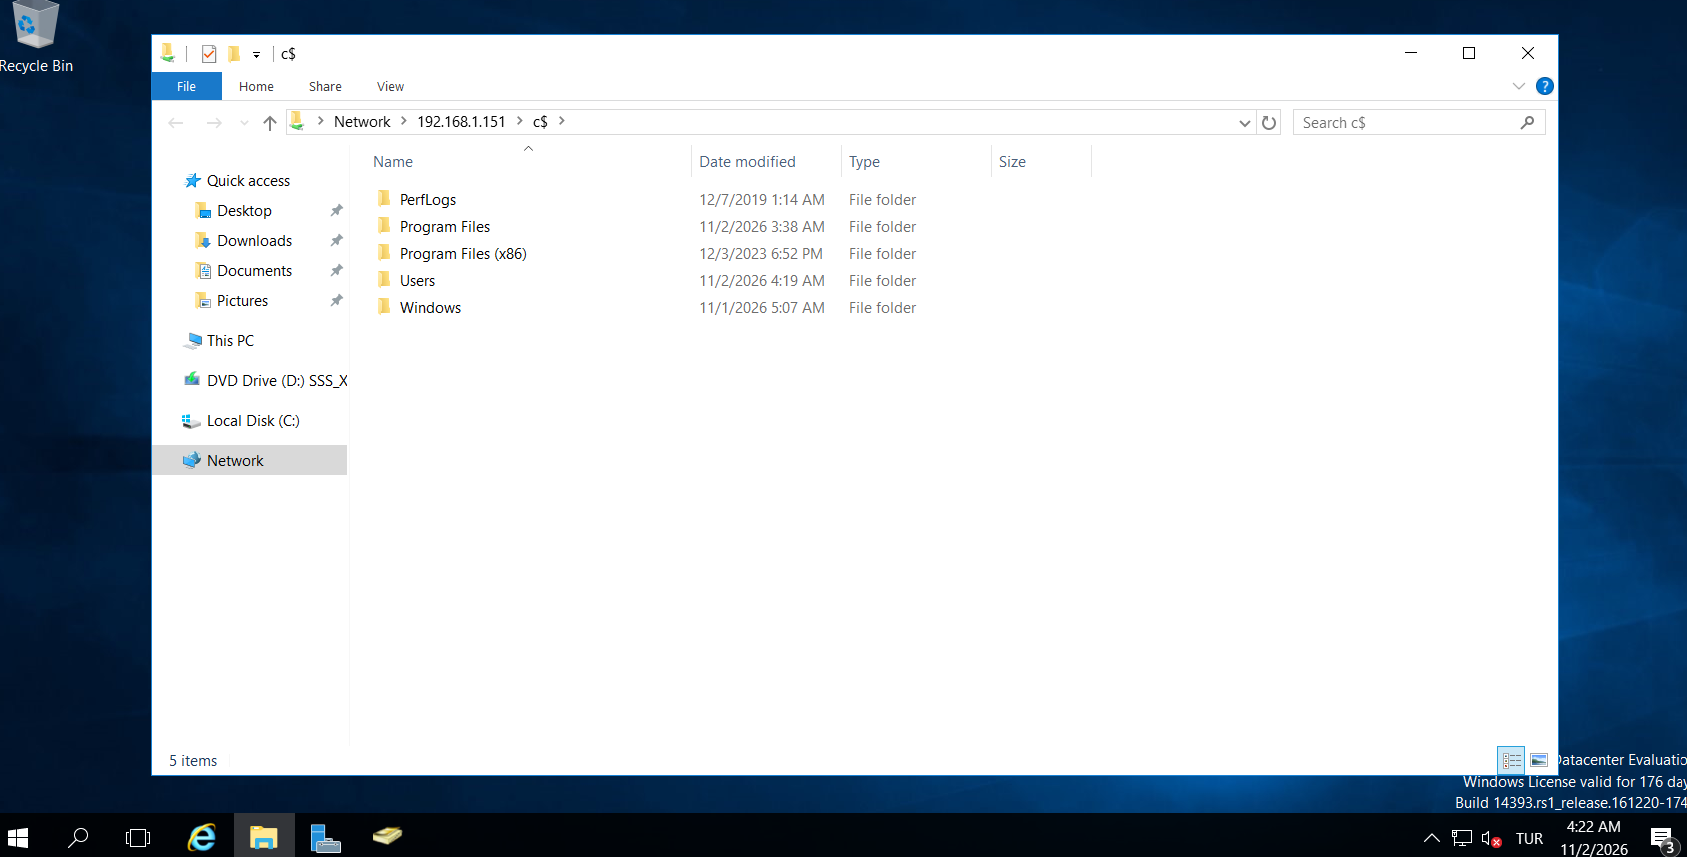 Recycle Bin
c$
File Home Share View
Network 192.168.1.151 c$
Search c$
Name Date modified Type Size
Quick access
Desktop
Downloads
Documents
Pictures
This PC
DVD Drive (D:) SSS_X
Local Disk (C:)
Network
PerfLogs 12/7/2019 1:14 AM File folder
Program Files 11/2/2026 3:38 AM File folder
Program Files (x86) 12/3/2023 6:52 PM File folder
Users 11/2/2026 4:19 AM File folder
Windows 11/1/2026 5:07 AM File folder
5 items
Datacenter Evaluatio
Windows License valid for 176 day
Build 14393.rs1_release.161220-174
TUR
4:22 AM
11/2/2026
3